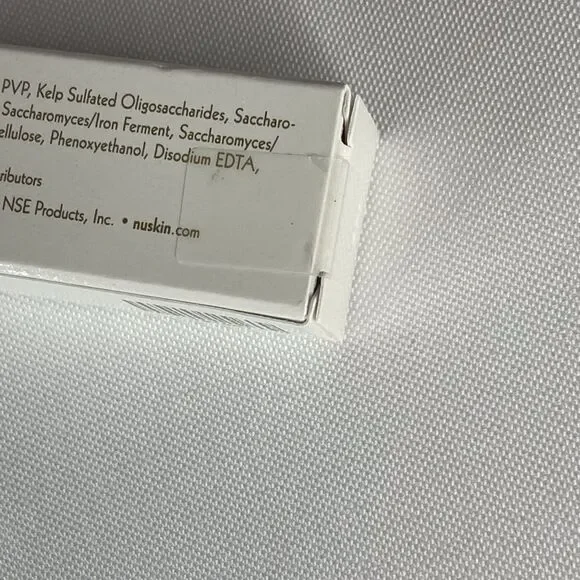 PVP, Kelp Sulfated Oligosaccharides, Saccharo-
Saccharomyces/Iron Ferment, Saccharomyces/
ellulose, Phenoxyethanol, Disodium EDTA,
ributors
NSE Products, Inc. • nuskin.com